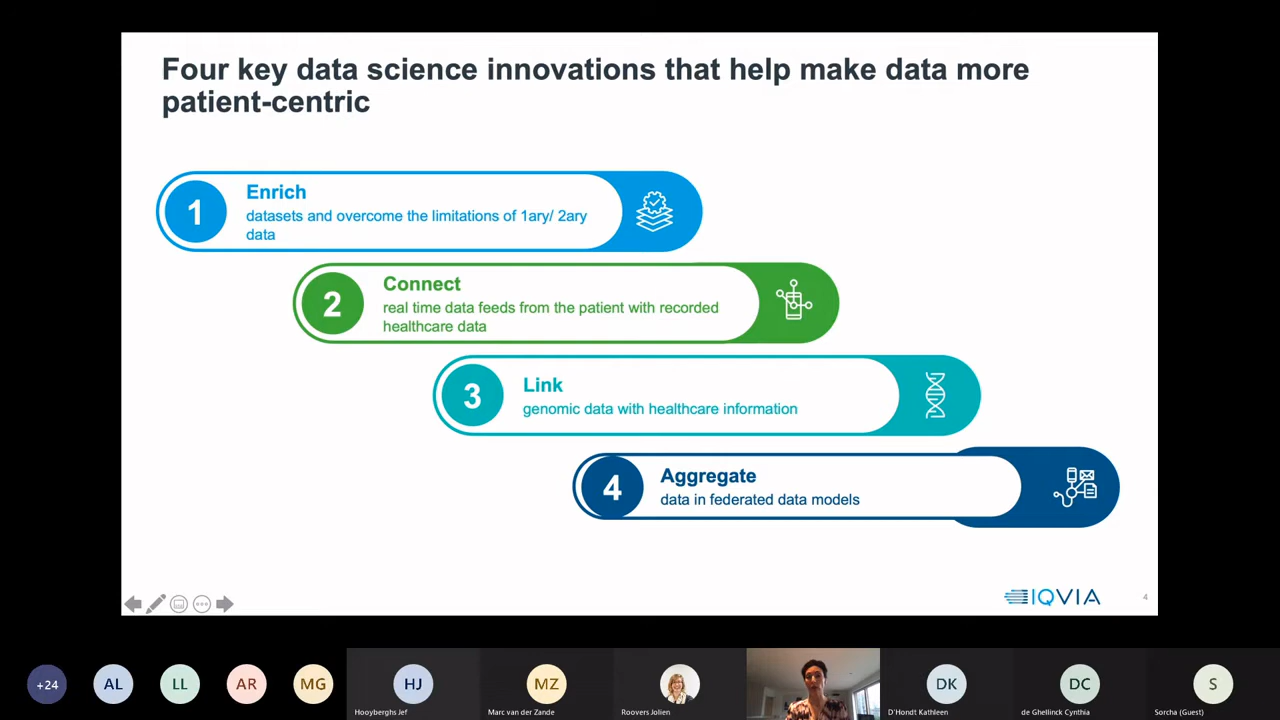 Four key data science innovations that help make data more
patient-centric
1
Enrich
datasets and overcome the limitations of 1ary/ 2ary
data
2
Connect
real time data feeds from the patient with recorded
healthcare data
3
Link
genomic data with healthcare information
4
Aggregate
data in federated data models
IQVIA
4
+24
AL
LL
AR
MG
HJ
Hooyberghs Jef
MZ
Marc van der Zande
Roovers Jolien
DK
D'Hondt Kathleen
DC
de Ghellinck Cynthia
S
Sorcha (Guest)